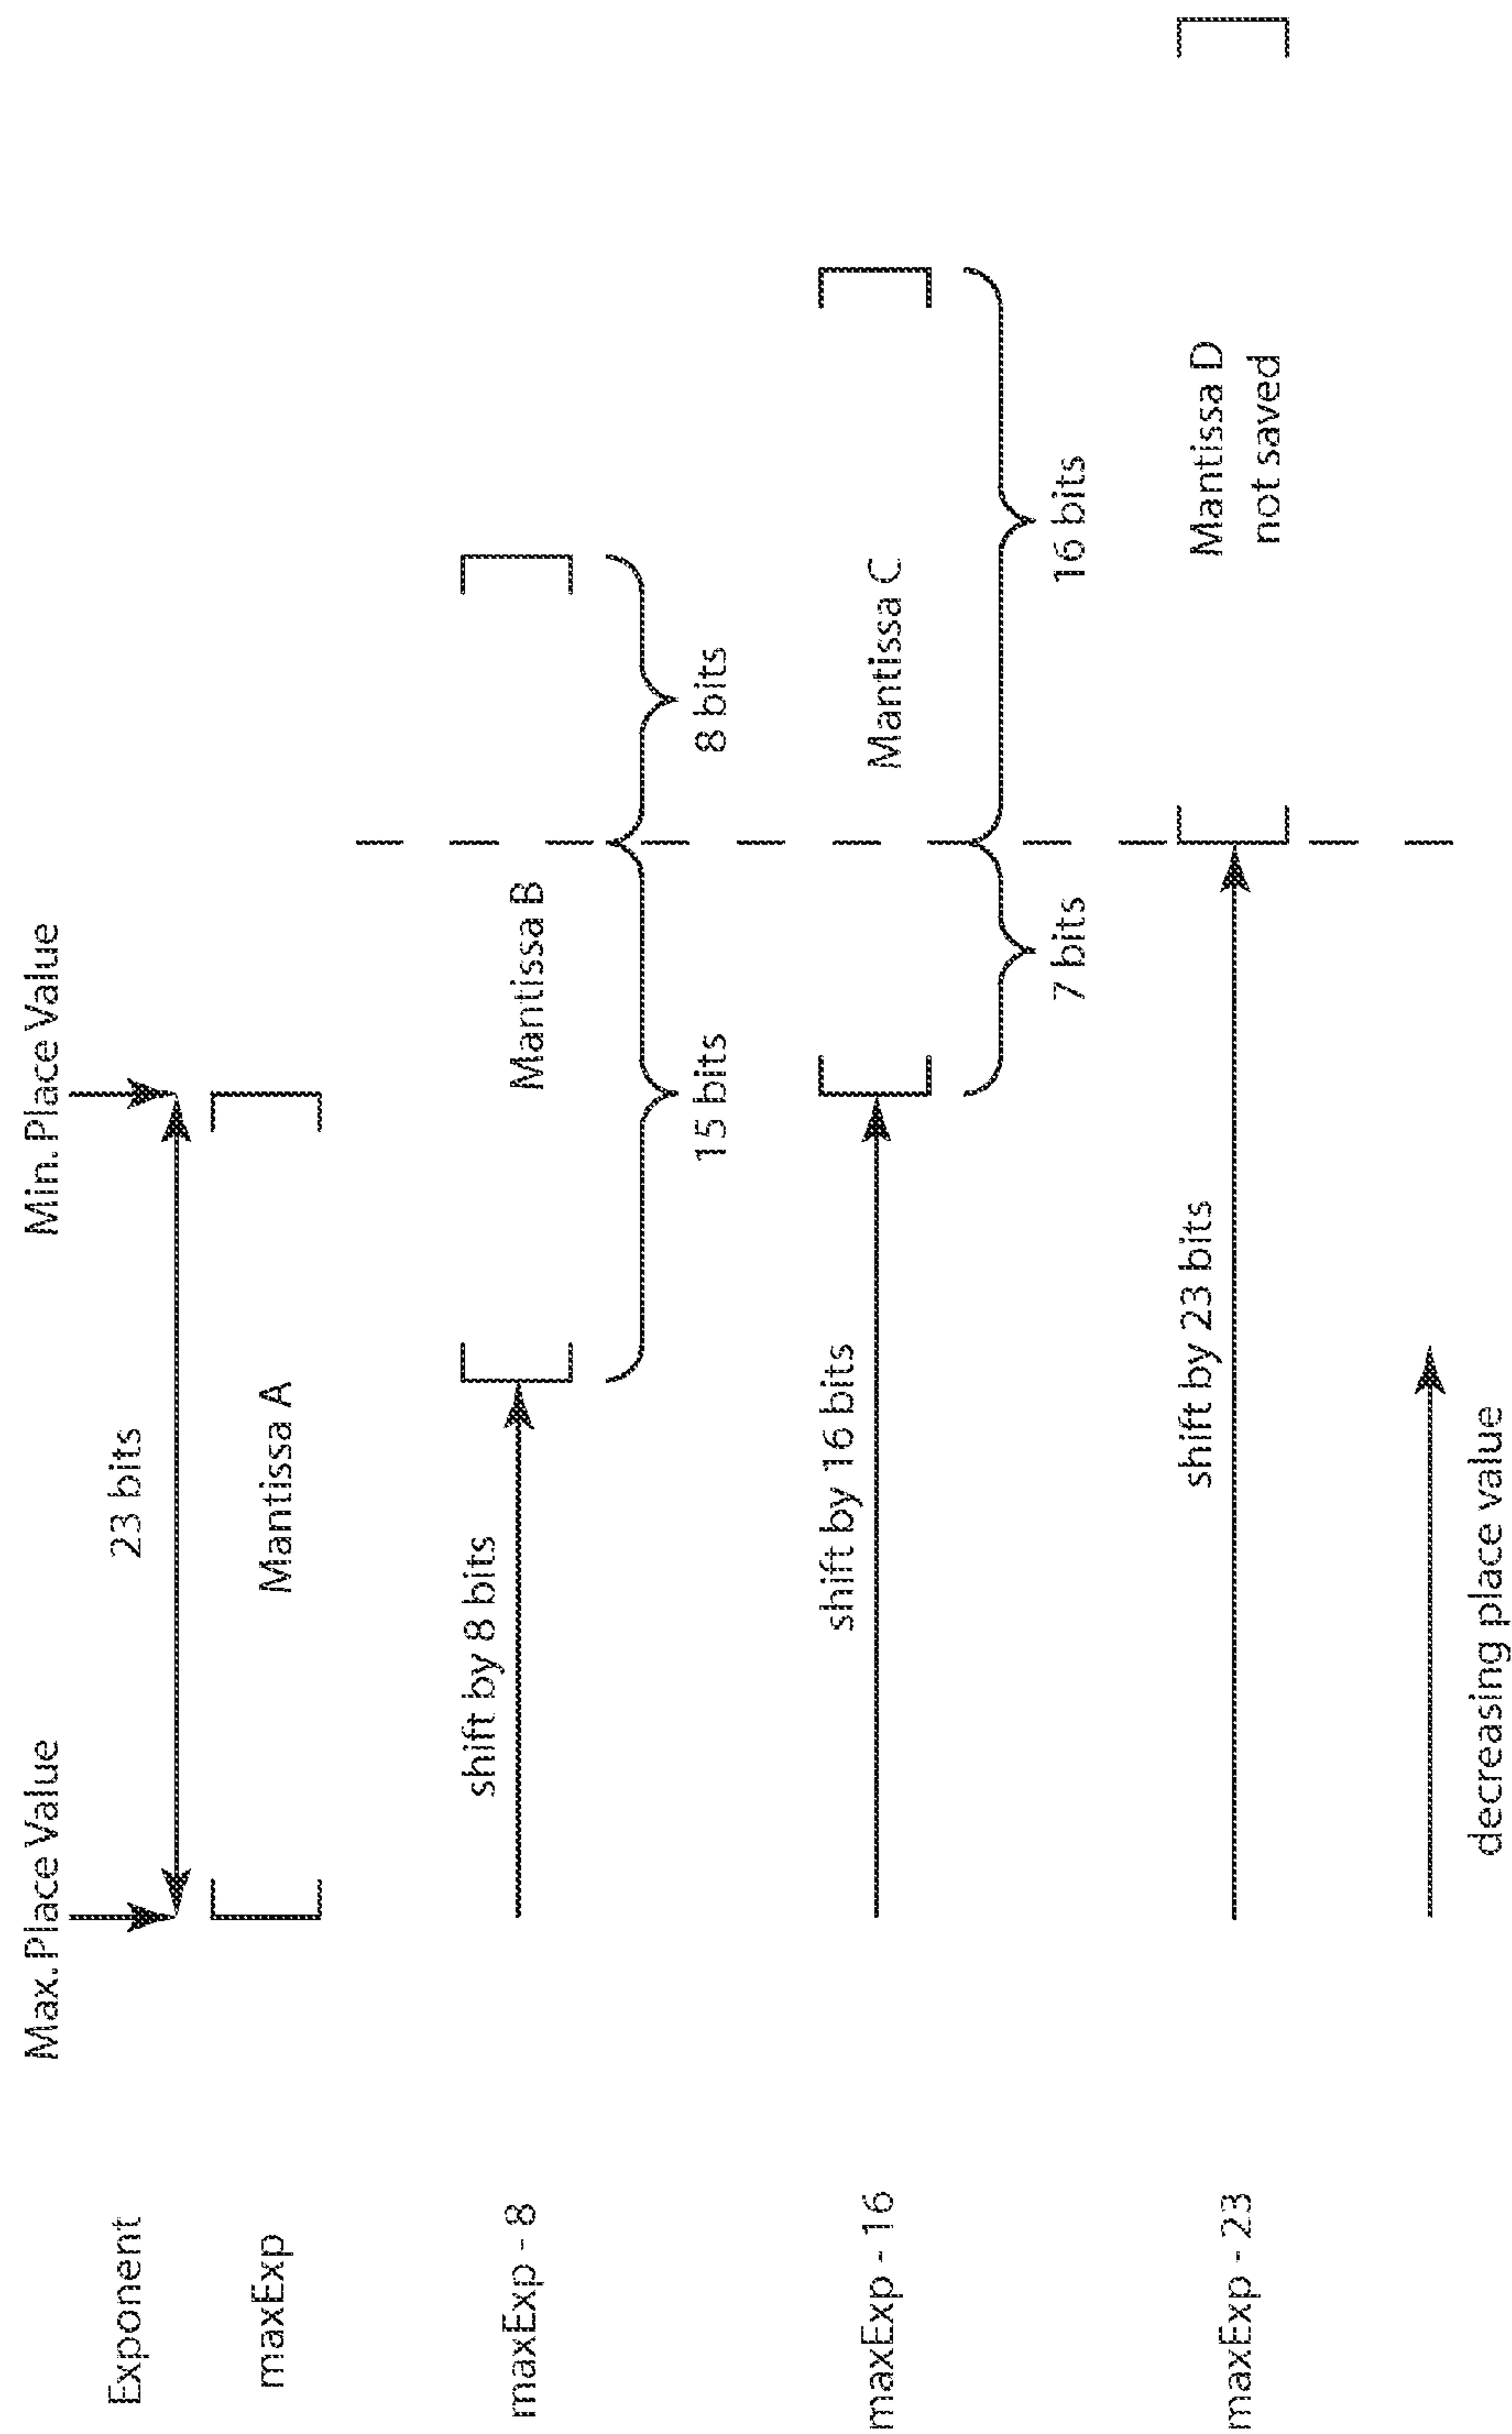 Max. Place Value
Min. Place Value
Exponent
23 bits
maxExp
Mantissa A
maxExp - 8
shift by 8 bits
Mantissa B
15 bits
8 bits
maxExp - 16
shift by 16 bits
Mantissa C
7 bits
16 bits
maxExp - 23
shift by 23 bits
Mantissa D
not saved
decreasing place value